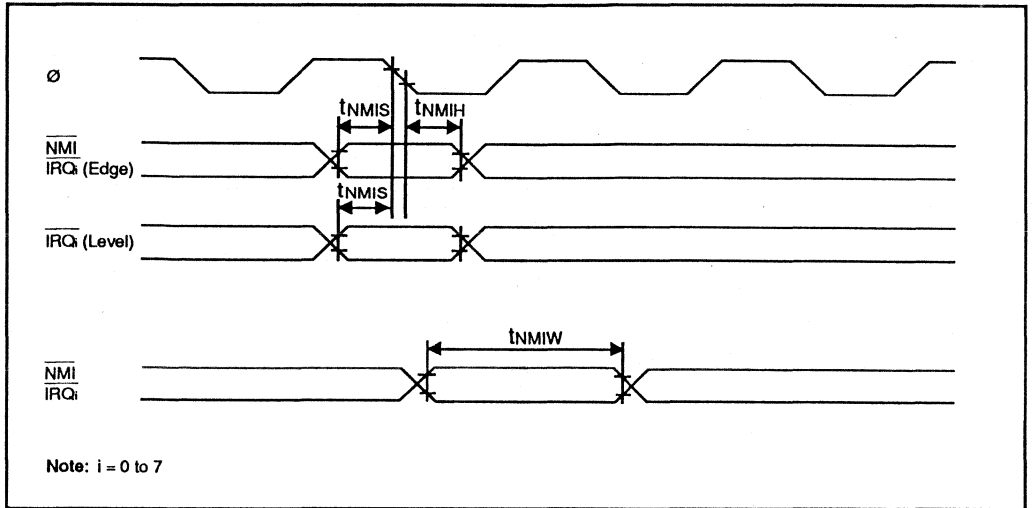 Ø
tNMIS tNMIH
NMI
IRQi (Edge)
tNMIS
IRQi (Level)
tNMIW
NMI
IRQi
Note: i = 0 to 7